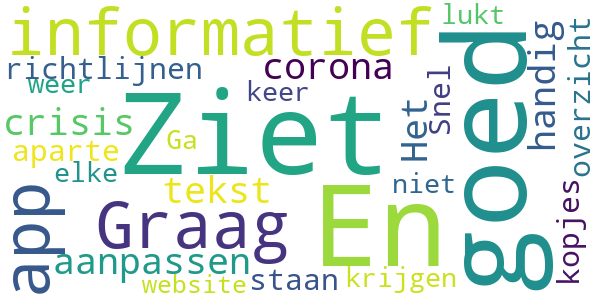 informatief
lukt
richtlijnen
corona
weer
keer
Ziet
crisis
aparte
Ga
elke
tekst
niet
Graag
En
aanpassen
website
staan
krijgen
app
goed
Het
Snel
handig
overzicht
kopjes